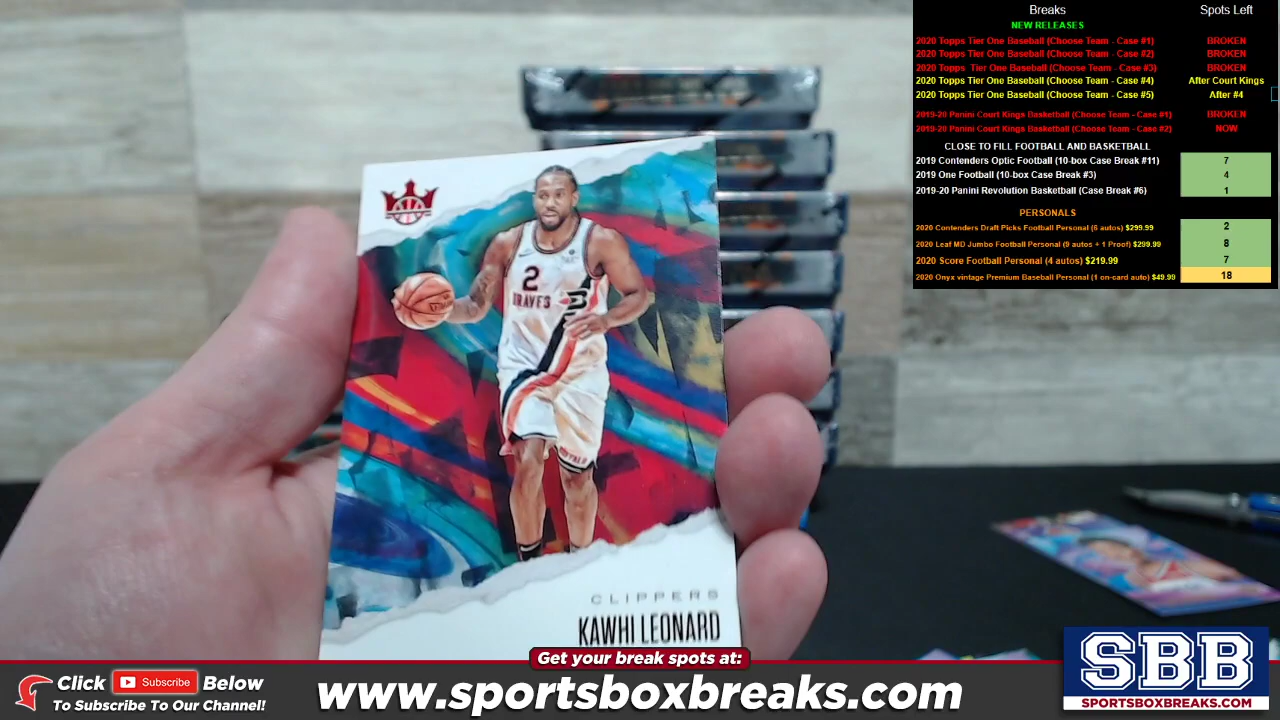 Breaks Spots Left
NEW RELEASES
2020 Topps Tier One Baseball (Choose Team - Case #1) BROKEN
2020 Topps Tier One Baseball (Choose Team - Case #2) BROKEN
2020 Topps Tier One Baseball (Choose Team - Case #3) BROKEN
2020 Topps Tier One Baseball (Choose Team - Case #4) After Court Kings
2020 Topps Tier One Baseball (Choose Team - Case #5) After #4
2019-20 Panini Court Kings Basketball (Choose Team - Case #1) BROKEN
2019-20 Panini Court Kings Basketball (Choose Team - Case #2) NOW
CLOSE TO FILL FOOTBALL AND BASKETBALL
2019 Contenders Optic Football (10-box Case Break #11) 7
2019 One Football (10-box Case Break #3) 4
2019-20 Panini Revolution Basketball (Case Break #6) 1
PERSONALS
2020 Contenders Draft Picks Football Personal (6 autos) $299.99 2
2020 Leaf MD Jumbo Football Personal (9 autos + 1 Proof) $299.99 8
2020 Score Football Personal (4 autos) $219.99 7
2020 Onyx vintage Premium Baseball Personal (1 on-card auto) $49.99 18
2
BRAVES
BUFFALO
CLIPPERS
KAWHI LEONARD
Get your break spots at:
Click Subscribe Below
To Subscribe To Our Channel!
www.sportsboxbreaks.com
SBB
SPORTSBOXBREAKS.COM